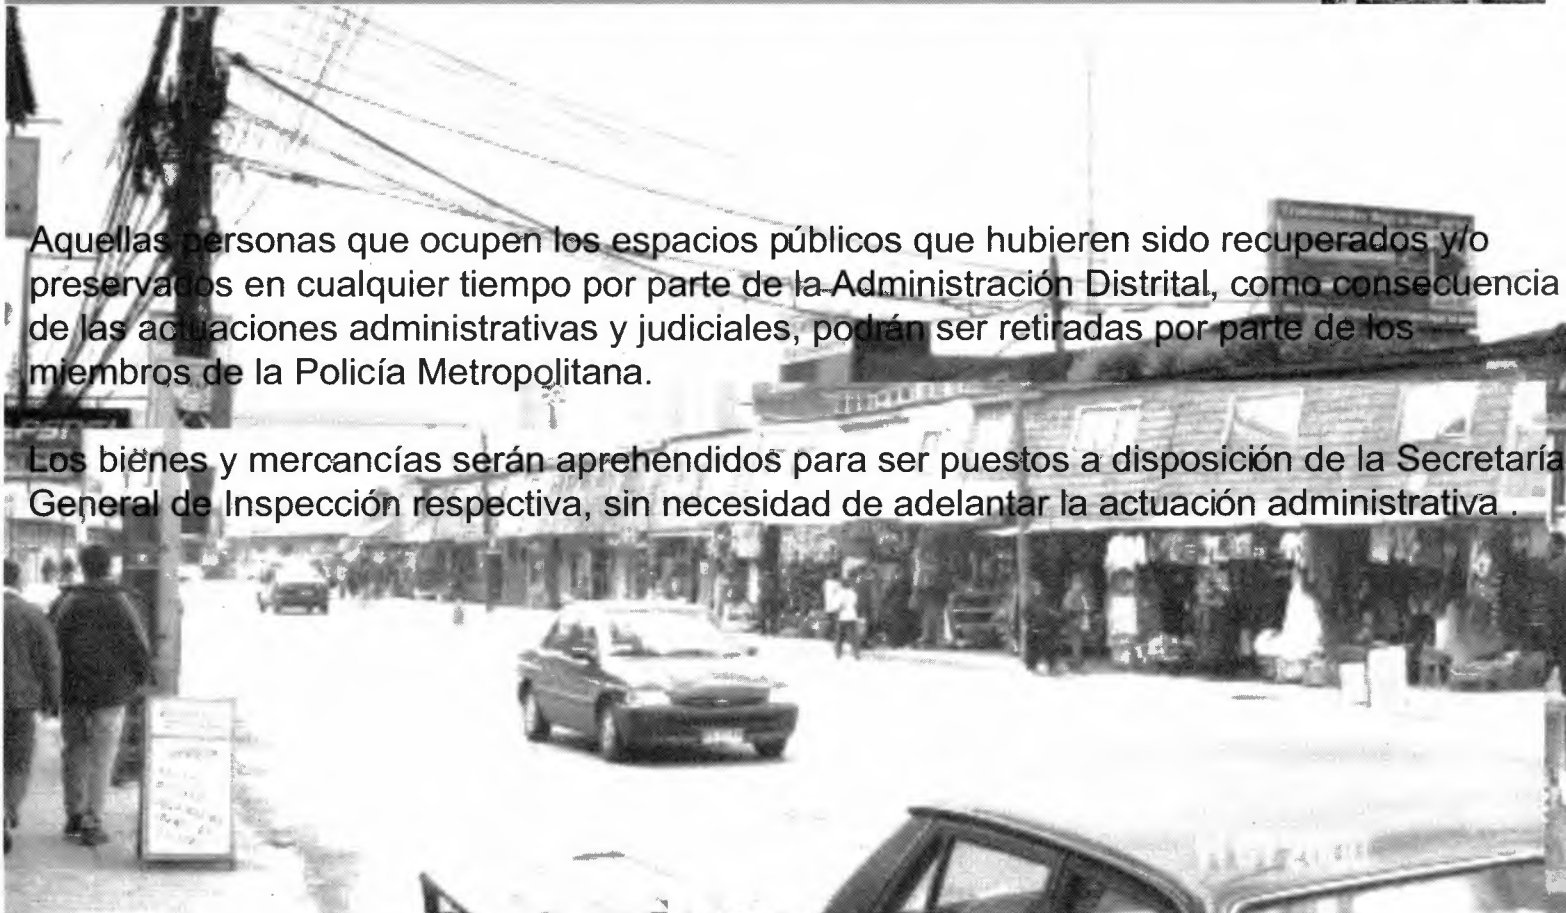 Aquellas personas que ocupen los espacios públicos que hubieren sido recuperados y/o
preservados en cualquier tiempo por parte de la Administración Distrital, como consecuencia
de las actuaciones administrativas y judiciales, podrán ser retiradas por parte de los
miembros de la Policía Metropolitana.
Los bienes y mercancías serán aprehendidos para ser puestos a disposición de la Secretaría
General de Inspección respectiva, sin necesidad de adelantar la actuación administrativa .